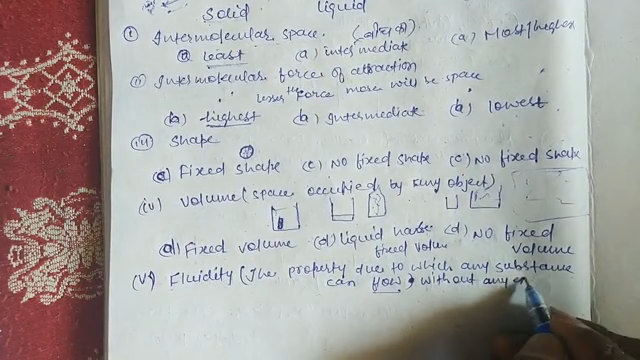 Solid liquid
(i) Intermolecular space. (बीच की)
(a) least (a) intermediate (a) Most/higher
(ii) Intermolecular forces of attraction
lesser the force more will be space
(b) highest (b) Intermediate (b) lowest
(iii) Shape
(c) Fixed shape (c) NO fixed shape (c) NO fixed shape
(iv) Volume (space occupied by any object)
(d) Fixed volume (d) liquid have fixed volum (d) NO fixed volume
(v) Fluidity (The property due to which any substance
can flow, without any